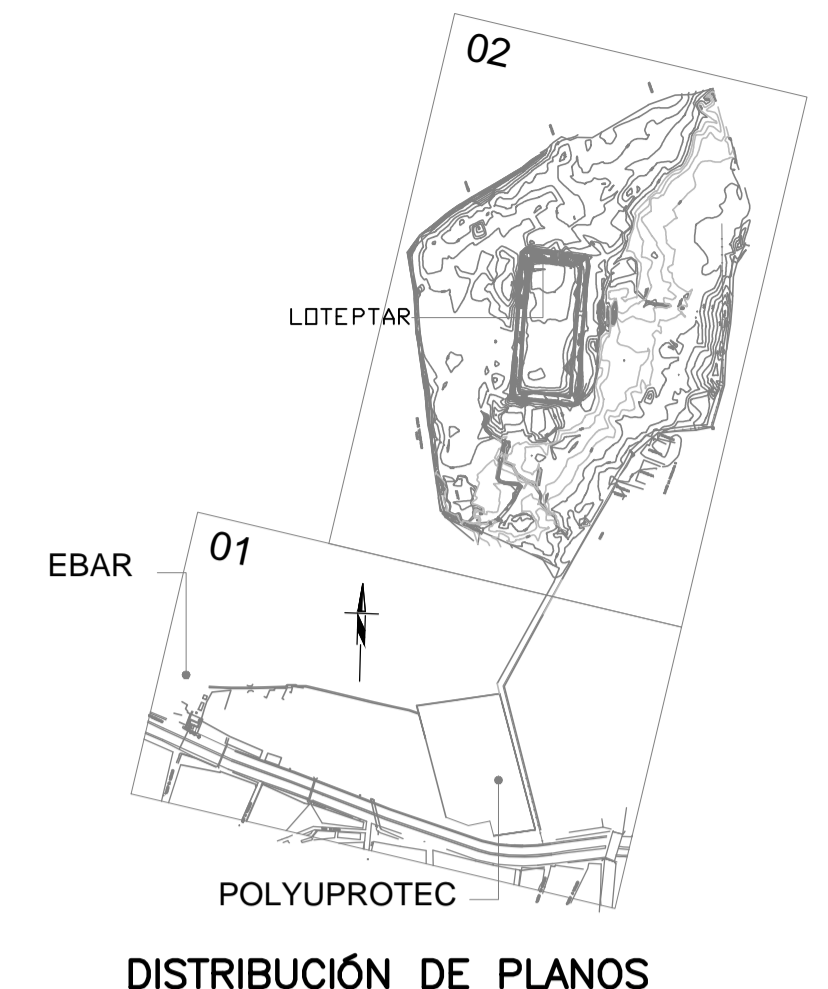 02
LOTEPTAR
01
EBAR
POLYUPROTEC
DISTRIBUCIÓN DE PLANOS